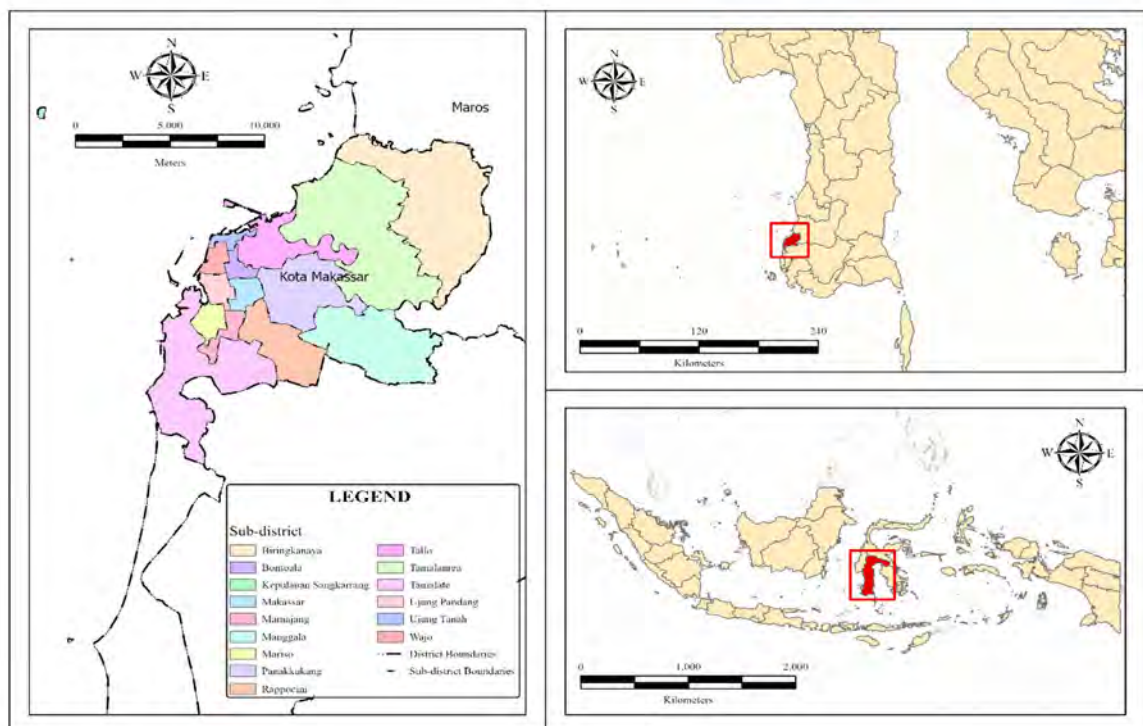 N
W E
S
0 5,000 10,000
Meters
Maros
Kota Makassar
LEGEND
Sub-district
Biringkanaya
Bontoala
Kepulauan Sangkarrang
Makassar
Mamajang
Manggala
Mariso
Panakkukang
Rappocini
Tallo
Tamalanrea
Tamalate
Ujung Pandang
Ujung Tanah
Wajo
District Boundaries
Sub-district Boundaries
N
W E
S
0 120 240
Kilometers
N
W E
S
0 1,000 2,000
Kilometers